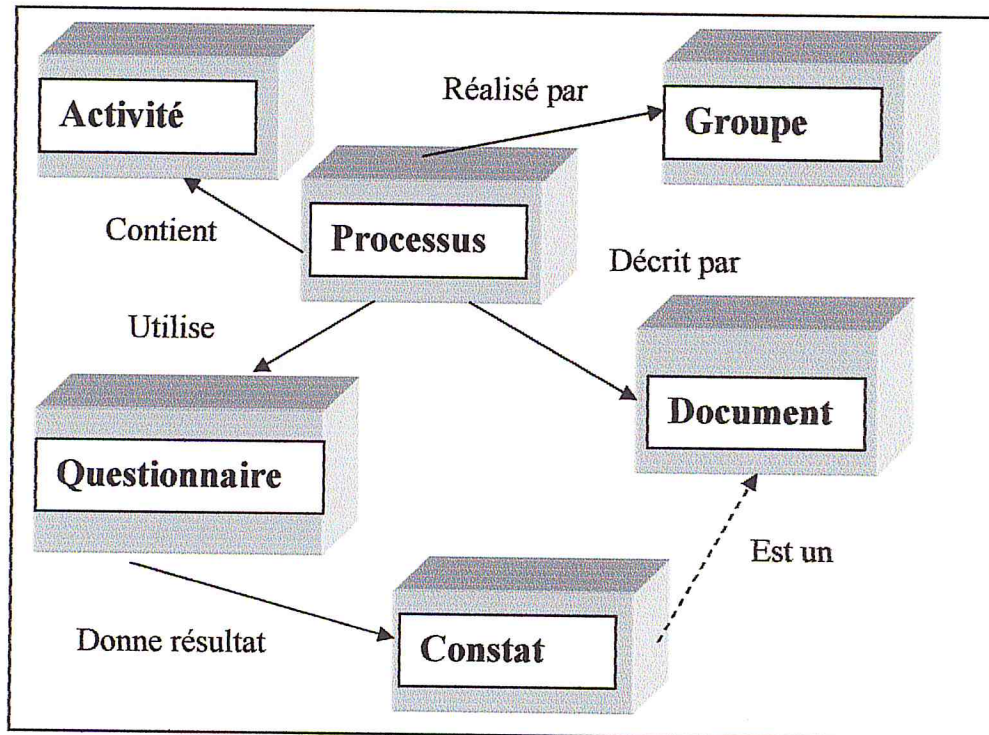 Activité
Réalisé par
Groupe
Contient
Processus
Décrit par
Utilise
Document
Questionnaire
Est un
Donne résultat
Constat